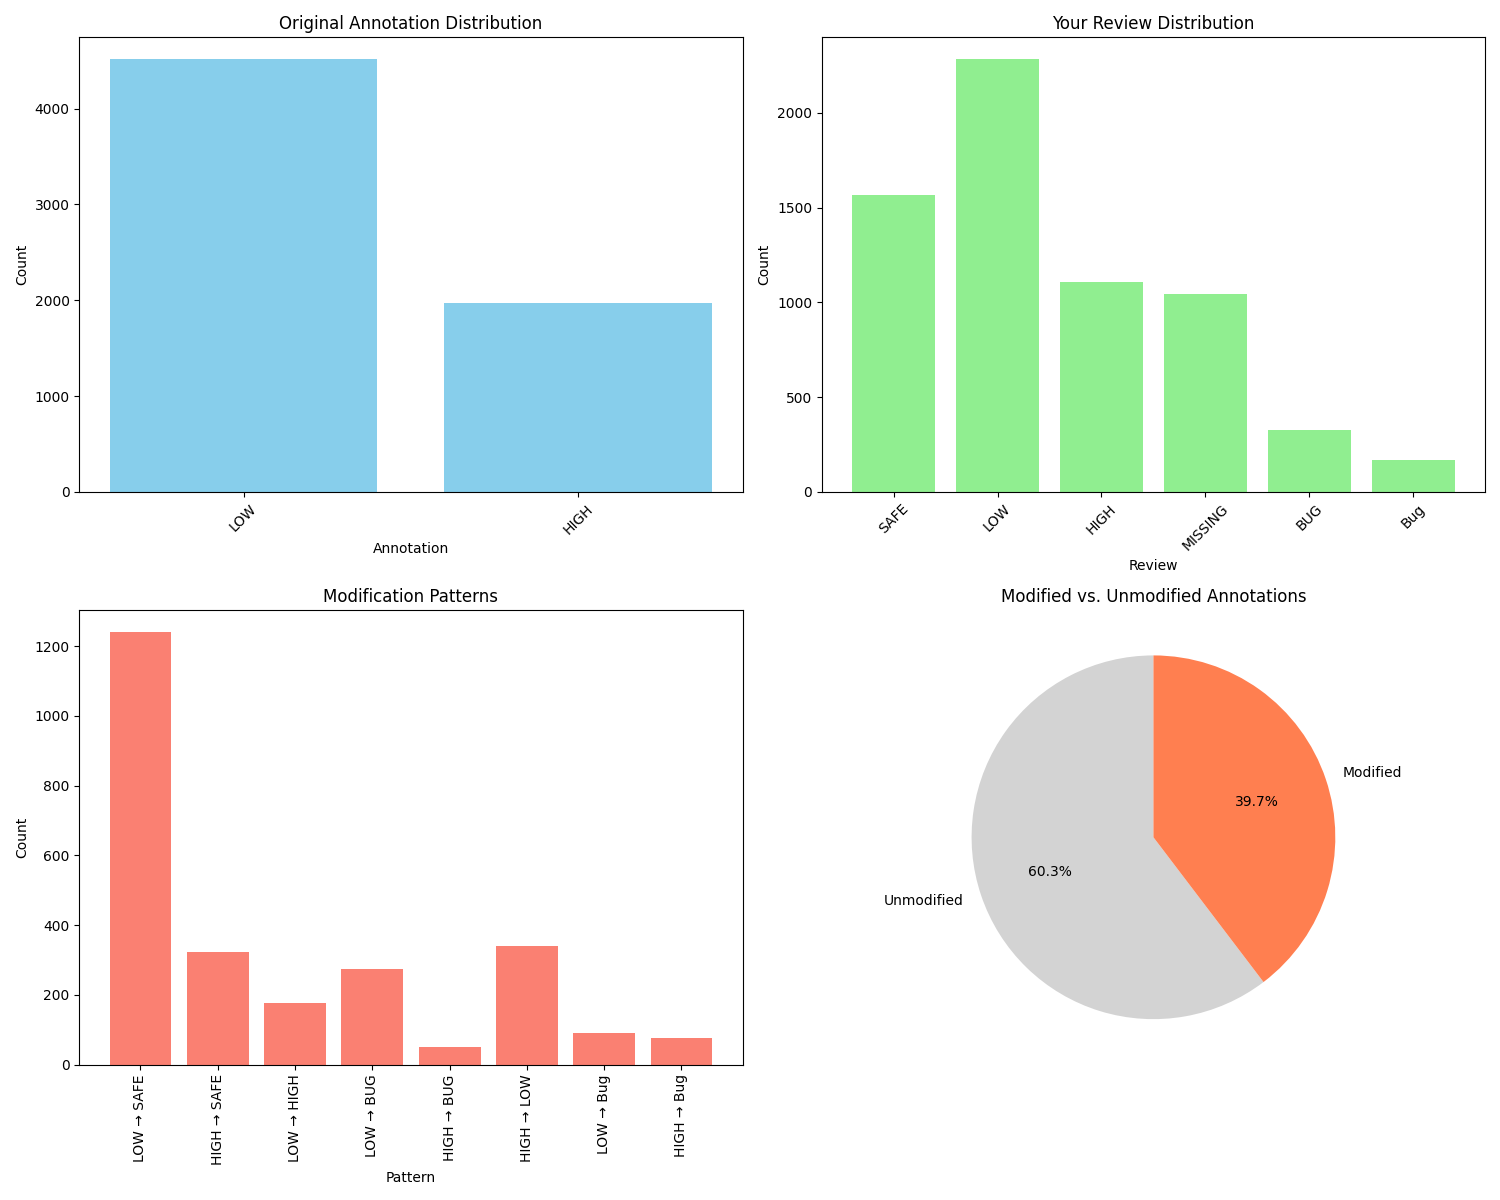 Original Annotation Distribution
Count
4000
3000
2000
1000
0
LOW
HIGH
Annotation
Your Review Distribution
Count
2000
1500
1000
500
0
SAFE
LOW
HIGH
MISSING
BUG
Bug
Review
Modification Patterns
Count
1200
1000
800
600
400
200
0
LOW → SAFE
HIGH → SAFE
LOW → HIGH
LOW → BUG
HIGH → BUG
HIGH → LOW
LOW → Bug
HIGH → Bug
Pattern
Modified vs. Unmodified Annotations
Modified
39.7%
60.3%
Unmodified